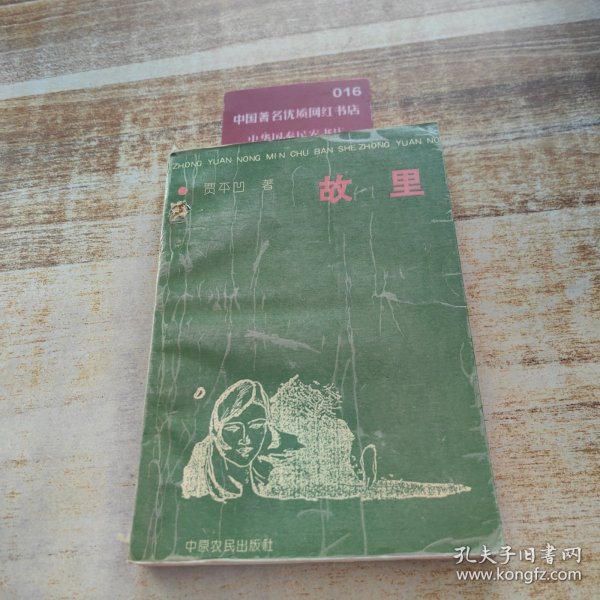 016
中国著名优质网红书店
ZHONG YUAN NONG MIN CHU BAN SHE ZHONG YUAN NO
贾平凹 著
故里
中原农民出版社
孔夫子旧书网
www.kongfz.com